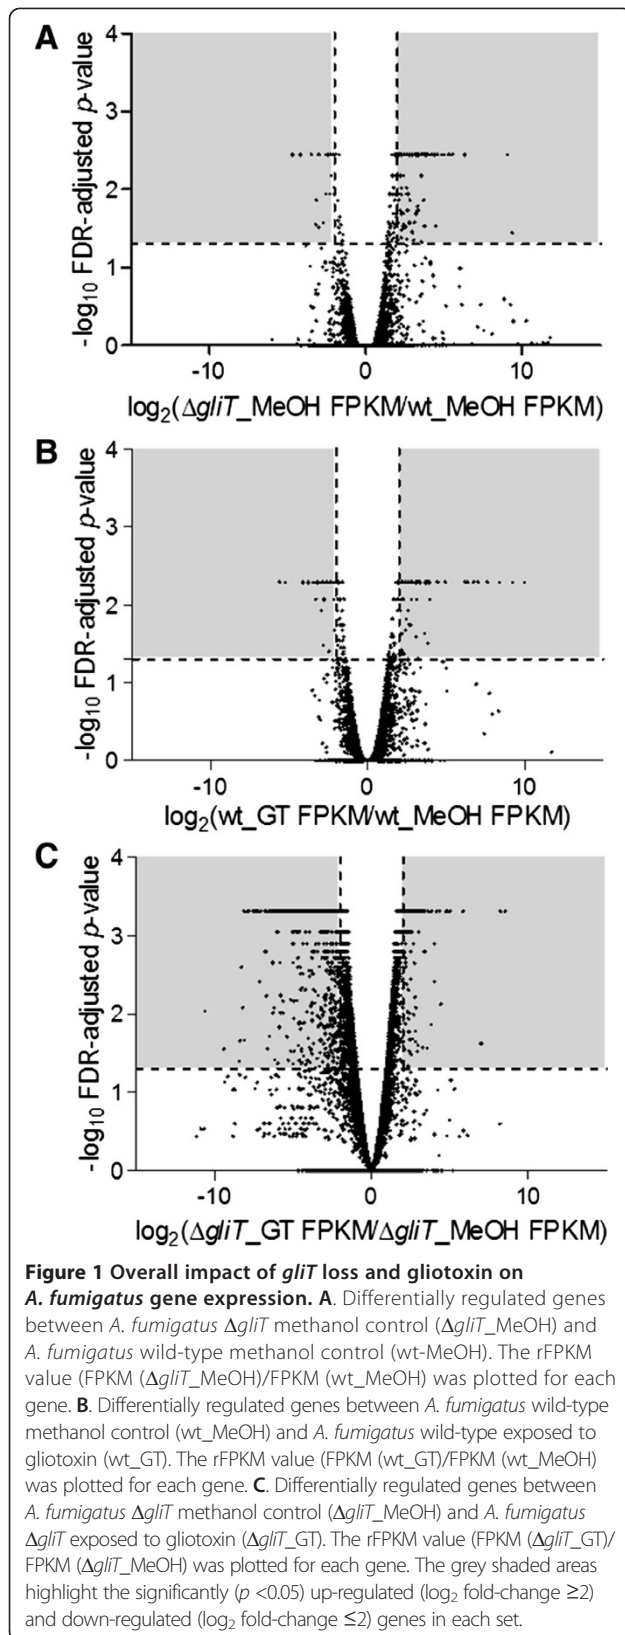 A
4
3
2
1
0
-log10 FDR-adjusted p-value
-10 0 10
log2(ΔgliT_MeOH FPKM/wt_MeOH FPKM)
B
4
3
2
1
0
-log10 FDR-adjusted p-value
-10 0 10
log2(wt_GT FPKM/wt_MeOH FPKM)
C
4
3
2
1
0
-log10 FDR-adjusted p-value
-10 0 10
log2(ΔgliT_GT FPKM/ΔgliT_MeOH FPKM)
Figure 1 Overall impact of gliT loss and gliotoxin on
A. fumigatus gene expression. A. Differentially regulated genes
between A. fumigatus ΔgliT methanol control (ΔgliT_MeOH) and
A. fumigatus wild-type methanol control (wt-MeOH). The rFPKM
value (FPKM (ΔgliT_MeOH)/FPKM (wt_MeOH) was plotted for each
gene. B. Differentially regulated genes between A. fumigatus wild-type
methanol control (wt_MeOH) and A. fumigatus wild-type exposed to
gliotoxin (wt_GT). The rFPKM value (FPKM (wt_GT)/FPKM (wt_MeOH)
was plotted for each gene. C. Differentially regulated genes between
A. fumigatus ΔgliT methanol control (ΔgliT_MeOH) and A. fumigatus
ΔgliT exposed to gliotoxin (ΔgliT_GT). The rFPKM value (FPKM (ΔgliT_GT)/
FPKM (ΔgliT_MeOH) was plotted for each gene. The grey shaded areas
highlight the significantly (p <0.05) up-regulated (log2 fold-change ≥2)
and down-regulated (log2 fold-change ≤2) genes in each set.